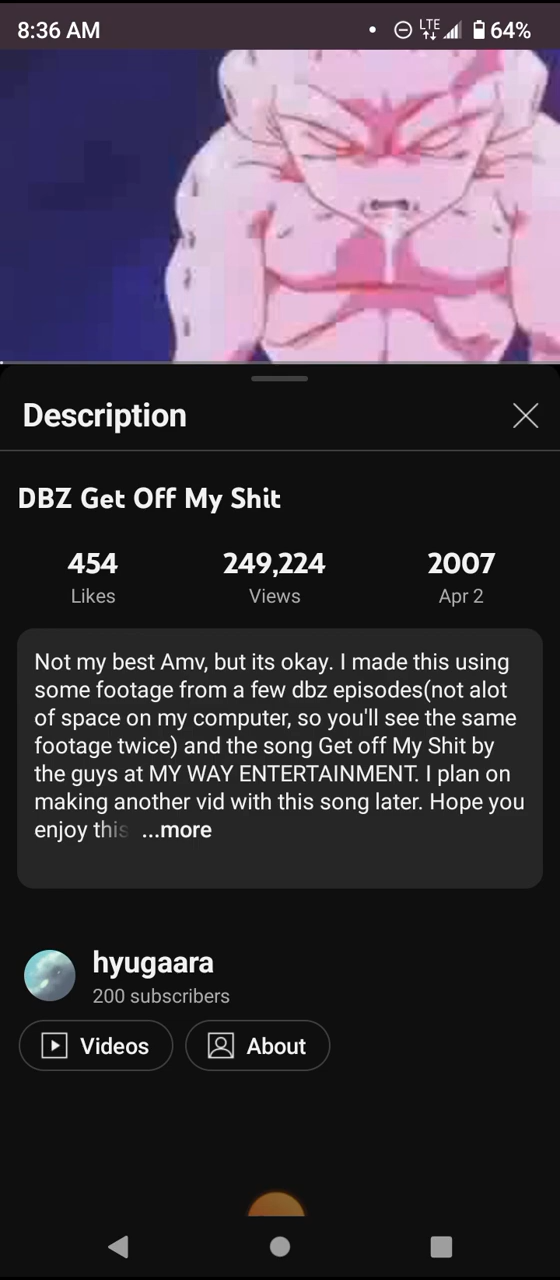 8:36 AM
LTE
64%
Description
DBZ Get Off My Shit
454
249,224
2007
Likes
Views
Apr 2
Not my best Amv, but its okay. I made this using
some footage from a few dbz episodes(not alot
of space on my computer, so you'll see the same
footage twice) and the song Get off My Shit by
the guys at MY WAY ENTERTAINMENT. I plan on
making another vid with this song later. Hope you
enjoy this ...more
hyugaara
200 subscribers
Videos
About